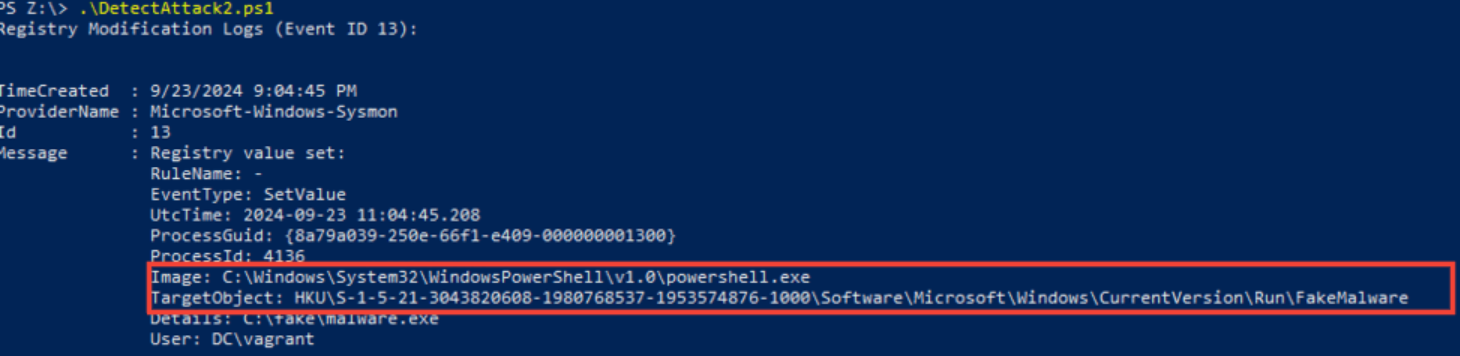 PS Z:\> .\DetectAttack2.ps1
Registry Modification Logs (Event ID 13):
TimeCreated  : 9/23/2024 9:04:45 PM
ProviderName : Microsoft-Windows-Sysmon
Id           : 13
Message      : Registry value set:
RuleName: -
EventType: SetValue
UtcTime: 2024-09-23 11:04:45.208
ProcessGuid: {8a79a039-250e-66f1-e409-000000001300}
ProcessId: 4136
Image: C:\Windows\System32\WindowsPowerShell\v1.0\powershell.exe
TargetObject: HKU\S-1-5-21-3043820608-1980768537-1953574876-1000\Software\Microsoft\Windows\CurrentVersion\Run\FakeMalware
Details: C:\fake\malware.exe
User: DC\vagrant